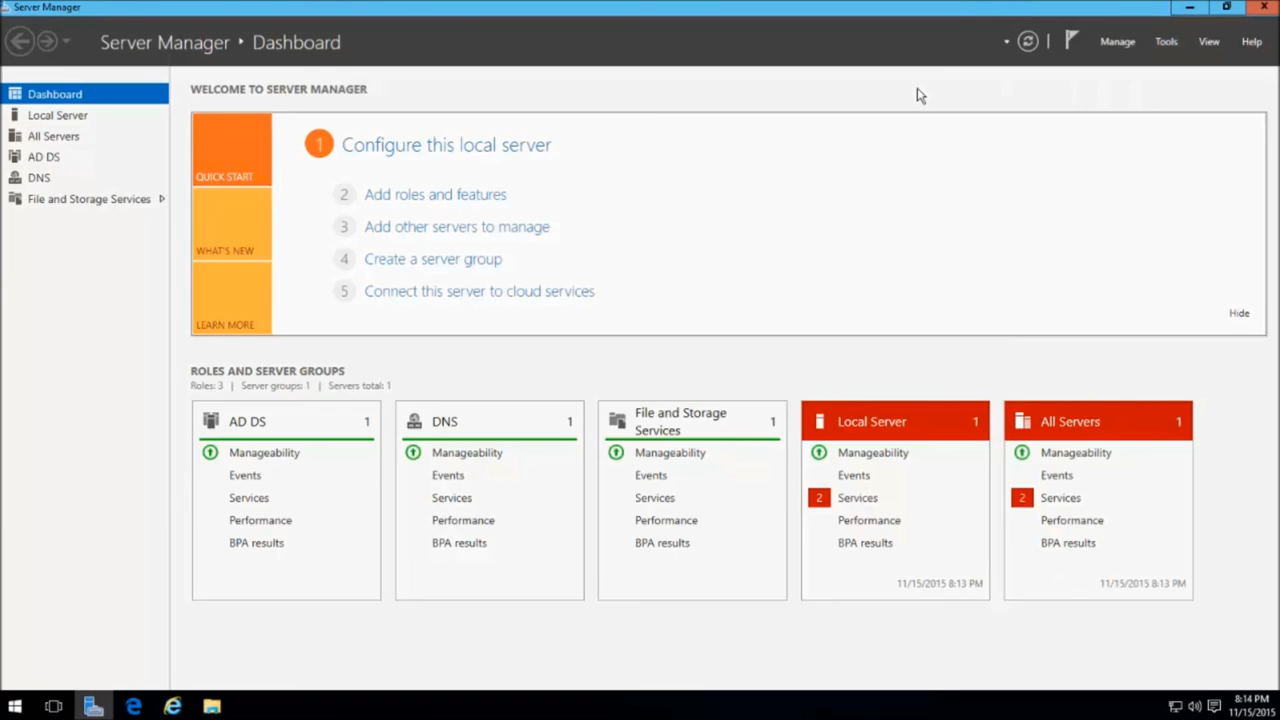 Server Manager
Server Manager • Dashboard
Manage Tools View Help
Dashboard
Local Server
All Servers
AD DS
DNS
File and Storage Services
WELCOME TO SERVER MANAGER
QUICK START
WHAT'S NEW
LEARN MORE
1 Configure this local server
2 Add roles and features
3 Add other servers to manage
4 Create a server group
5 Connect this server to cloud services
Hide
ROLES AND SERVER GROUPS
Roles: 3 | Server groups: 1 | Servers total: 1
AD DS 1
Manageability
Events
Services
Performance
BPA results
DNS 1
Manageability
Events
Services
Performance
BPA results
File and Storage
Services 1
Manageability
Events
Services
Performance
BPA results
Local Server 1
Manageability
Events
2 Services
Performance
BPA results
11/15/2015 8:13 PM
All Servers 1
Manageability
Events
2 Services
Performance
BPA results
11/15/2015 8:13 PM
8:14 PM
11/15/2015